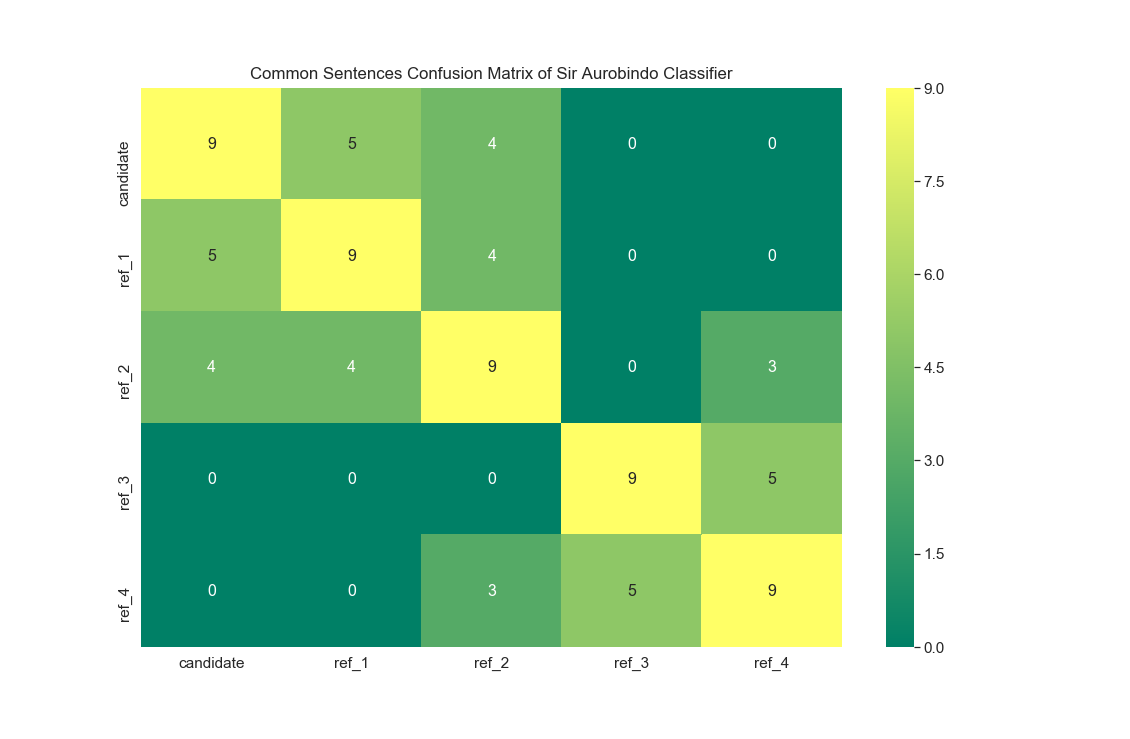 Common Sentences Confusion Matrix of Sir Aurobindo Classifier
candidate 9 5 4 0 0
ref_1 5 9 4 0 0
ref_2 4 4 9 0 3
ref_3 0 0 0 9 5
ref_4 0 0 3 5 9
candidate ref_1 ref_2 ref_3 ref_4
9.0
7.5
6.0
4.5
3.0
1.5
0.0